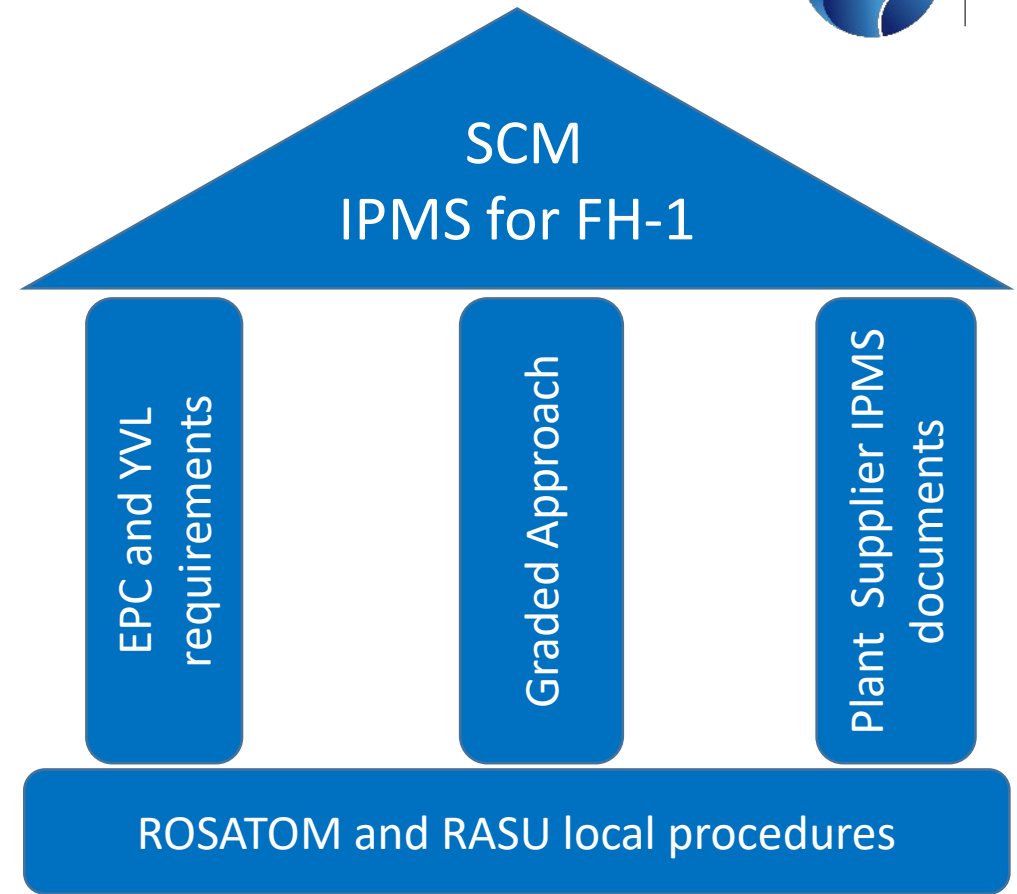 SCM
IPMS for FH-1
EPC and YVL
requirements
Graded Approach
Plant Supplier IPMS
documents
ROSATOM and RASU local procedures